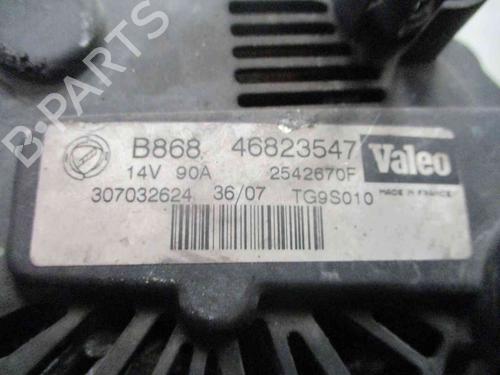 B-PARTS
B868 46823547
14V 90A 2542670F
307032624 36/07 TG9S010
Valeo
MADE IN FRANCE